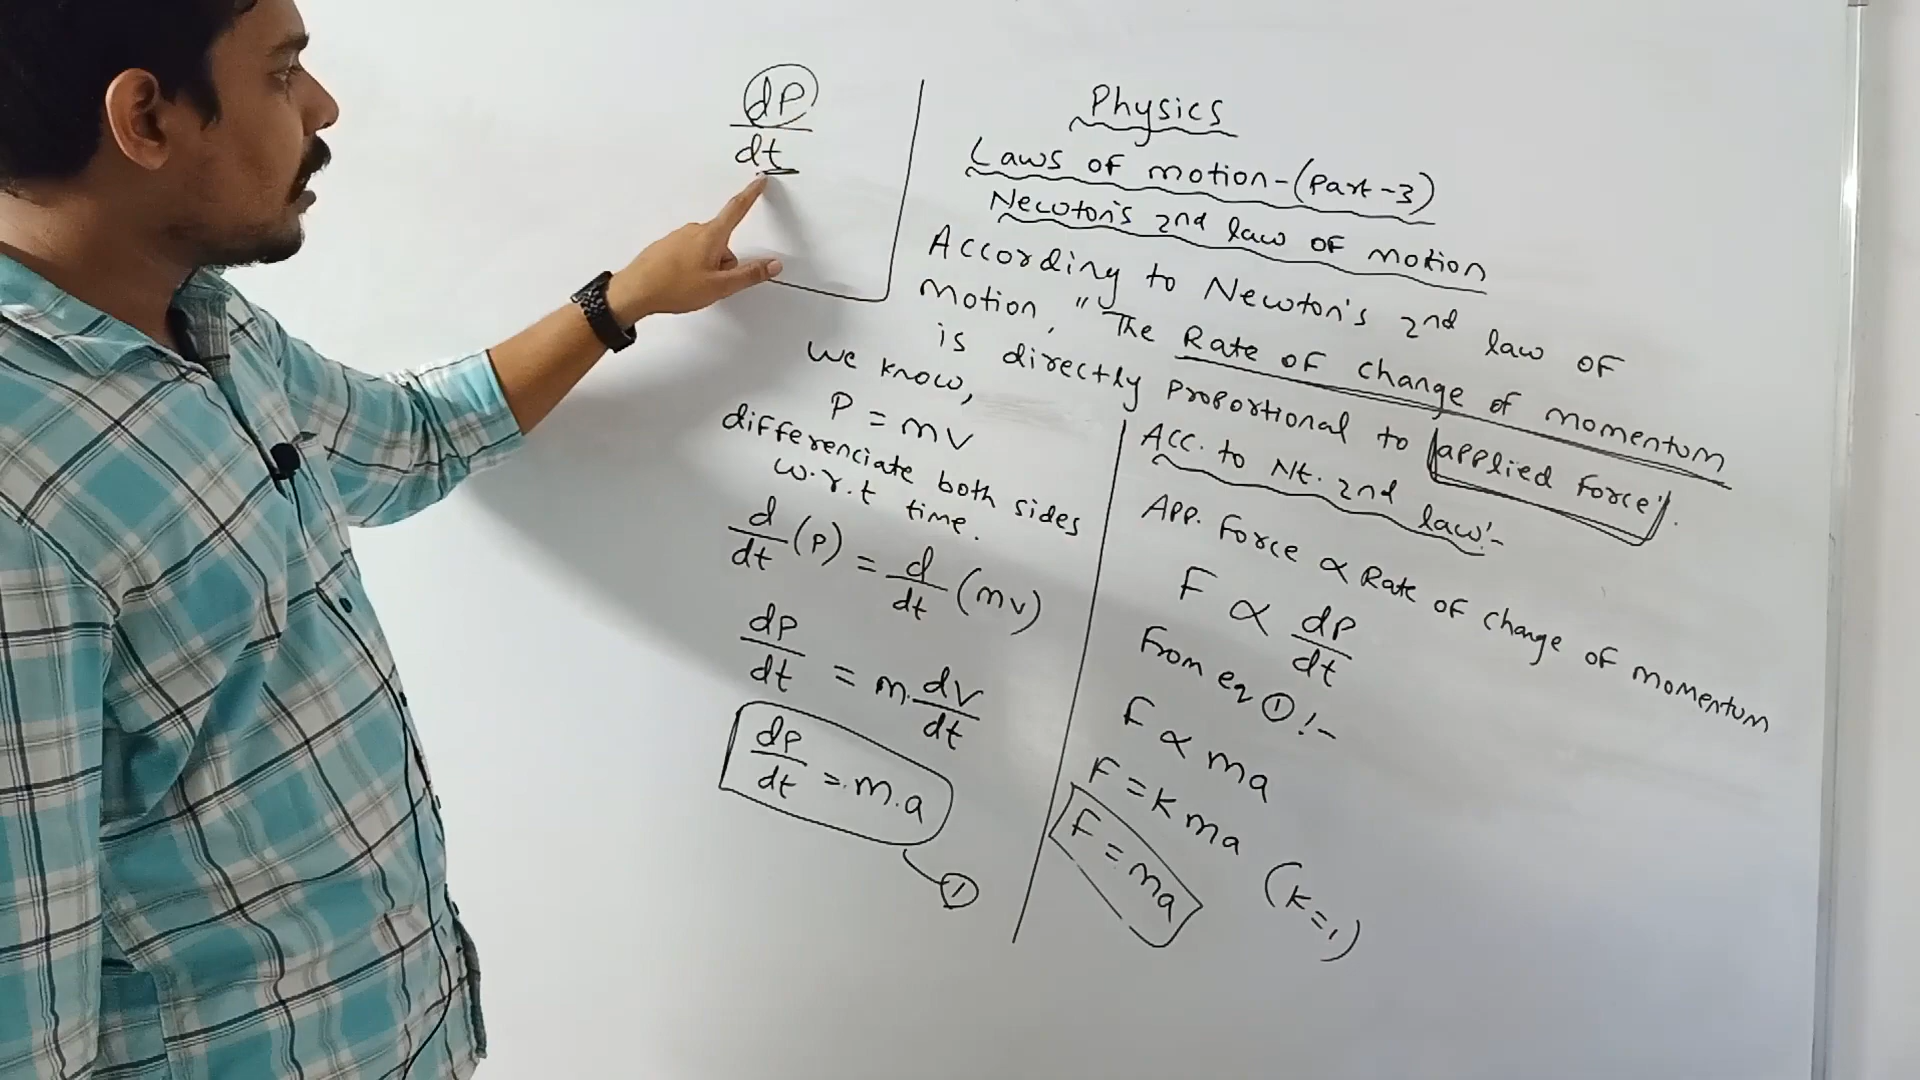 dP
dt
Physics
Laws of motion-(Part-3)
Newton's 2nd law of motion
According to Newton's 2nd law of
motion, "The Rate of change of momentum
is directly proportional to applied force".
We know,
P = mv
differenciate both sides
w.r.t time.
d/dt (P) = d/dt (mv)
dP/dt = m. dv/dt
dP/dt = m.a
1
Acc. to Nt. 2nd law:-
App. Force ∝ Rate of change of momentum
F ∝ dP/dt
From eq ① :-
F ∝ ma
F = K ma (K=1)
F = ma